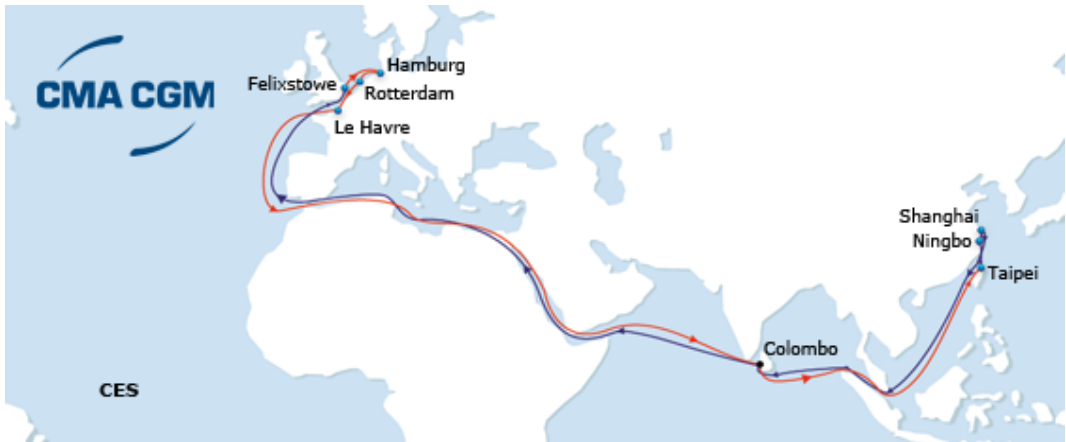 CMA CGM
Hamburg
Felixstowe
Rotterdam
Le Havre
Shanghai
Ningbo
Taipei
Colombo
CES